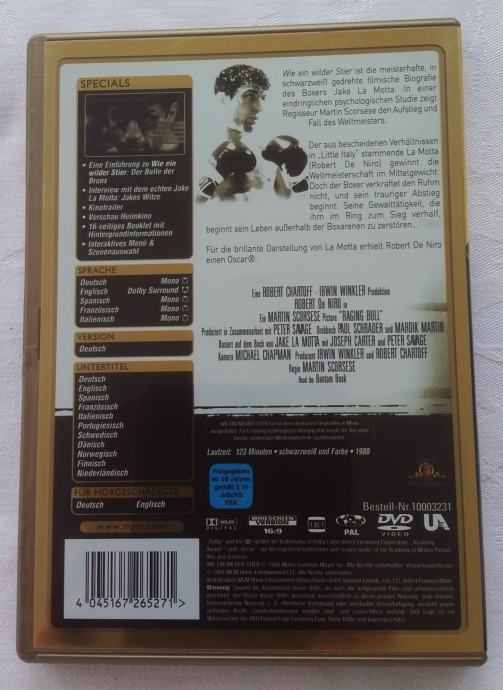 SPECIALS
• Eine Einführung zu Wie ein
wilder Stier: Der Bulle der
Bronx
• Interview mit dem echten Jake
La Motta: Jakes Witze
• Kinotrailer
• Vorschau Heimkino
• 16-seitiges Booklet mit
Hintergrundinformationen
• Interaktives Menü &
Szenenauswahl
SPRACHE
Deutsch Mono
Englisch Dolby Surround
Spanisch Mono
Französisch Mono
Italienisch Mono
VERSION
Deutsch
UNTERTITEL
Deutsch
Englisch
Spanisch
Französisch
Italienisch
Portugiesisch
Schwedisch
Dänisch
Norwegisch
Finnisch
Niederländisch
FÜR HÖRGESCHÄDIGTE
Deutsch Englisch
www.mgm.com
4 045167 265271 >
Wie ein wilder Stier ist die meisterhafte, in
schwarzweiß gedrehte filmische Biografie
des Boxers Jake La Motta. In einer
eindringlichen psychologischen Studie zeigt
Regisseur Martin Scorsese den Aufstieg und
Fall des Weltmeisters.
Der aus bescheidenen Verhältnissen
in „Little Italy" stammende La Motta
(Robert De Niro) gewinnt die
Weltmeisterschaft im Mittelgewicht.
Doch der Boxer verkraftet den Ruhm
nicht, und sein trauriger Abstieg
beginnt. Seine Gewalttätigkeit, die
ihm im Ring zum Sieg verhalf,
beginnt sein Leben außerhalb der Boxarenen zu zerstören...
Für die brillante Darstellung von La Motta erhielt Robert De Niro
einen Oscar®.
Eine ROBERT CHARTOFF - IRWIN WINKLER Produktion
ROBERT De NIRO in
Ein MARTIN SCORSESE Picture "RAGING BULL"
Produziert in Zusammenarbeit mit PETER SAVAGE Drehbuch PAUL SCHRADER und MARDIK MARTIN
Basiert auf dem Buch von JAKE LA MOTTA mit JOSEPH CARTER und PETER SAVAGE
Kamera MICHAEL CHAPMAN Produzent IRWIN WINKLER und ROBERT CHARTOFF
Regie MARTIN SCORSESE
Read the Bantam Book
Laufzeit: 123 Minuten • schwarzweiß und Farbe • 1980
Freigegeben
ab 16 Jahren
gemäß § 14
JuSchG
FSK
Bestell-Nr.10003231
DOLBY
DIGITAL
WIDESCREEN
VERSION
16:9
PAL
DVD
VIDEO
UA